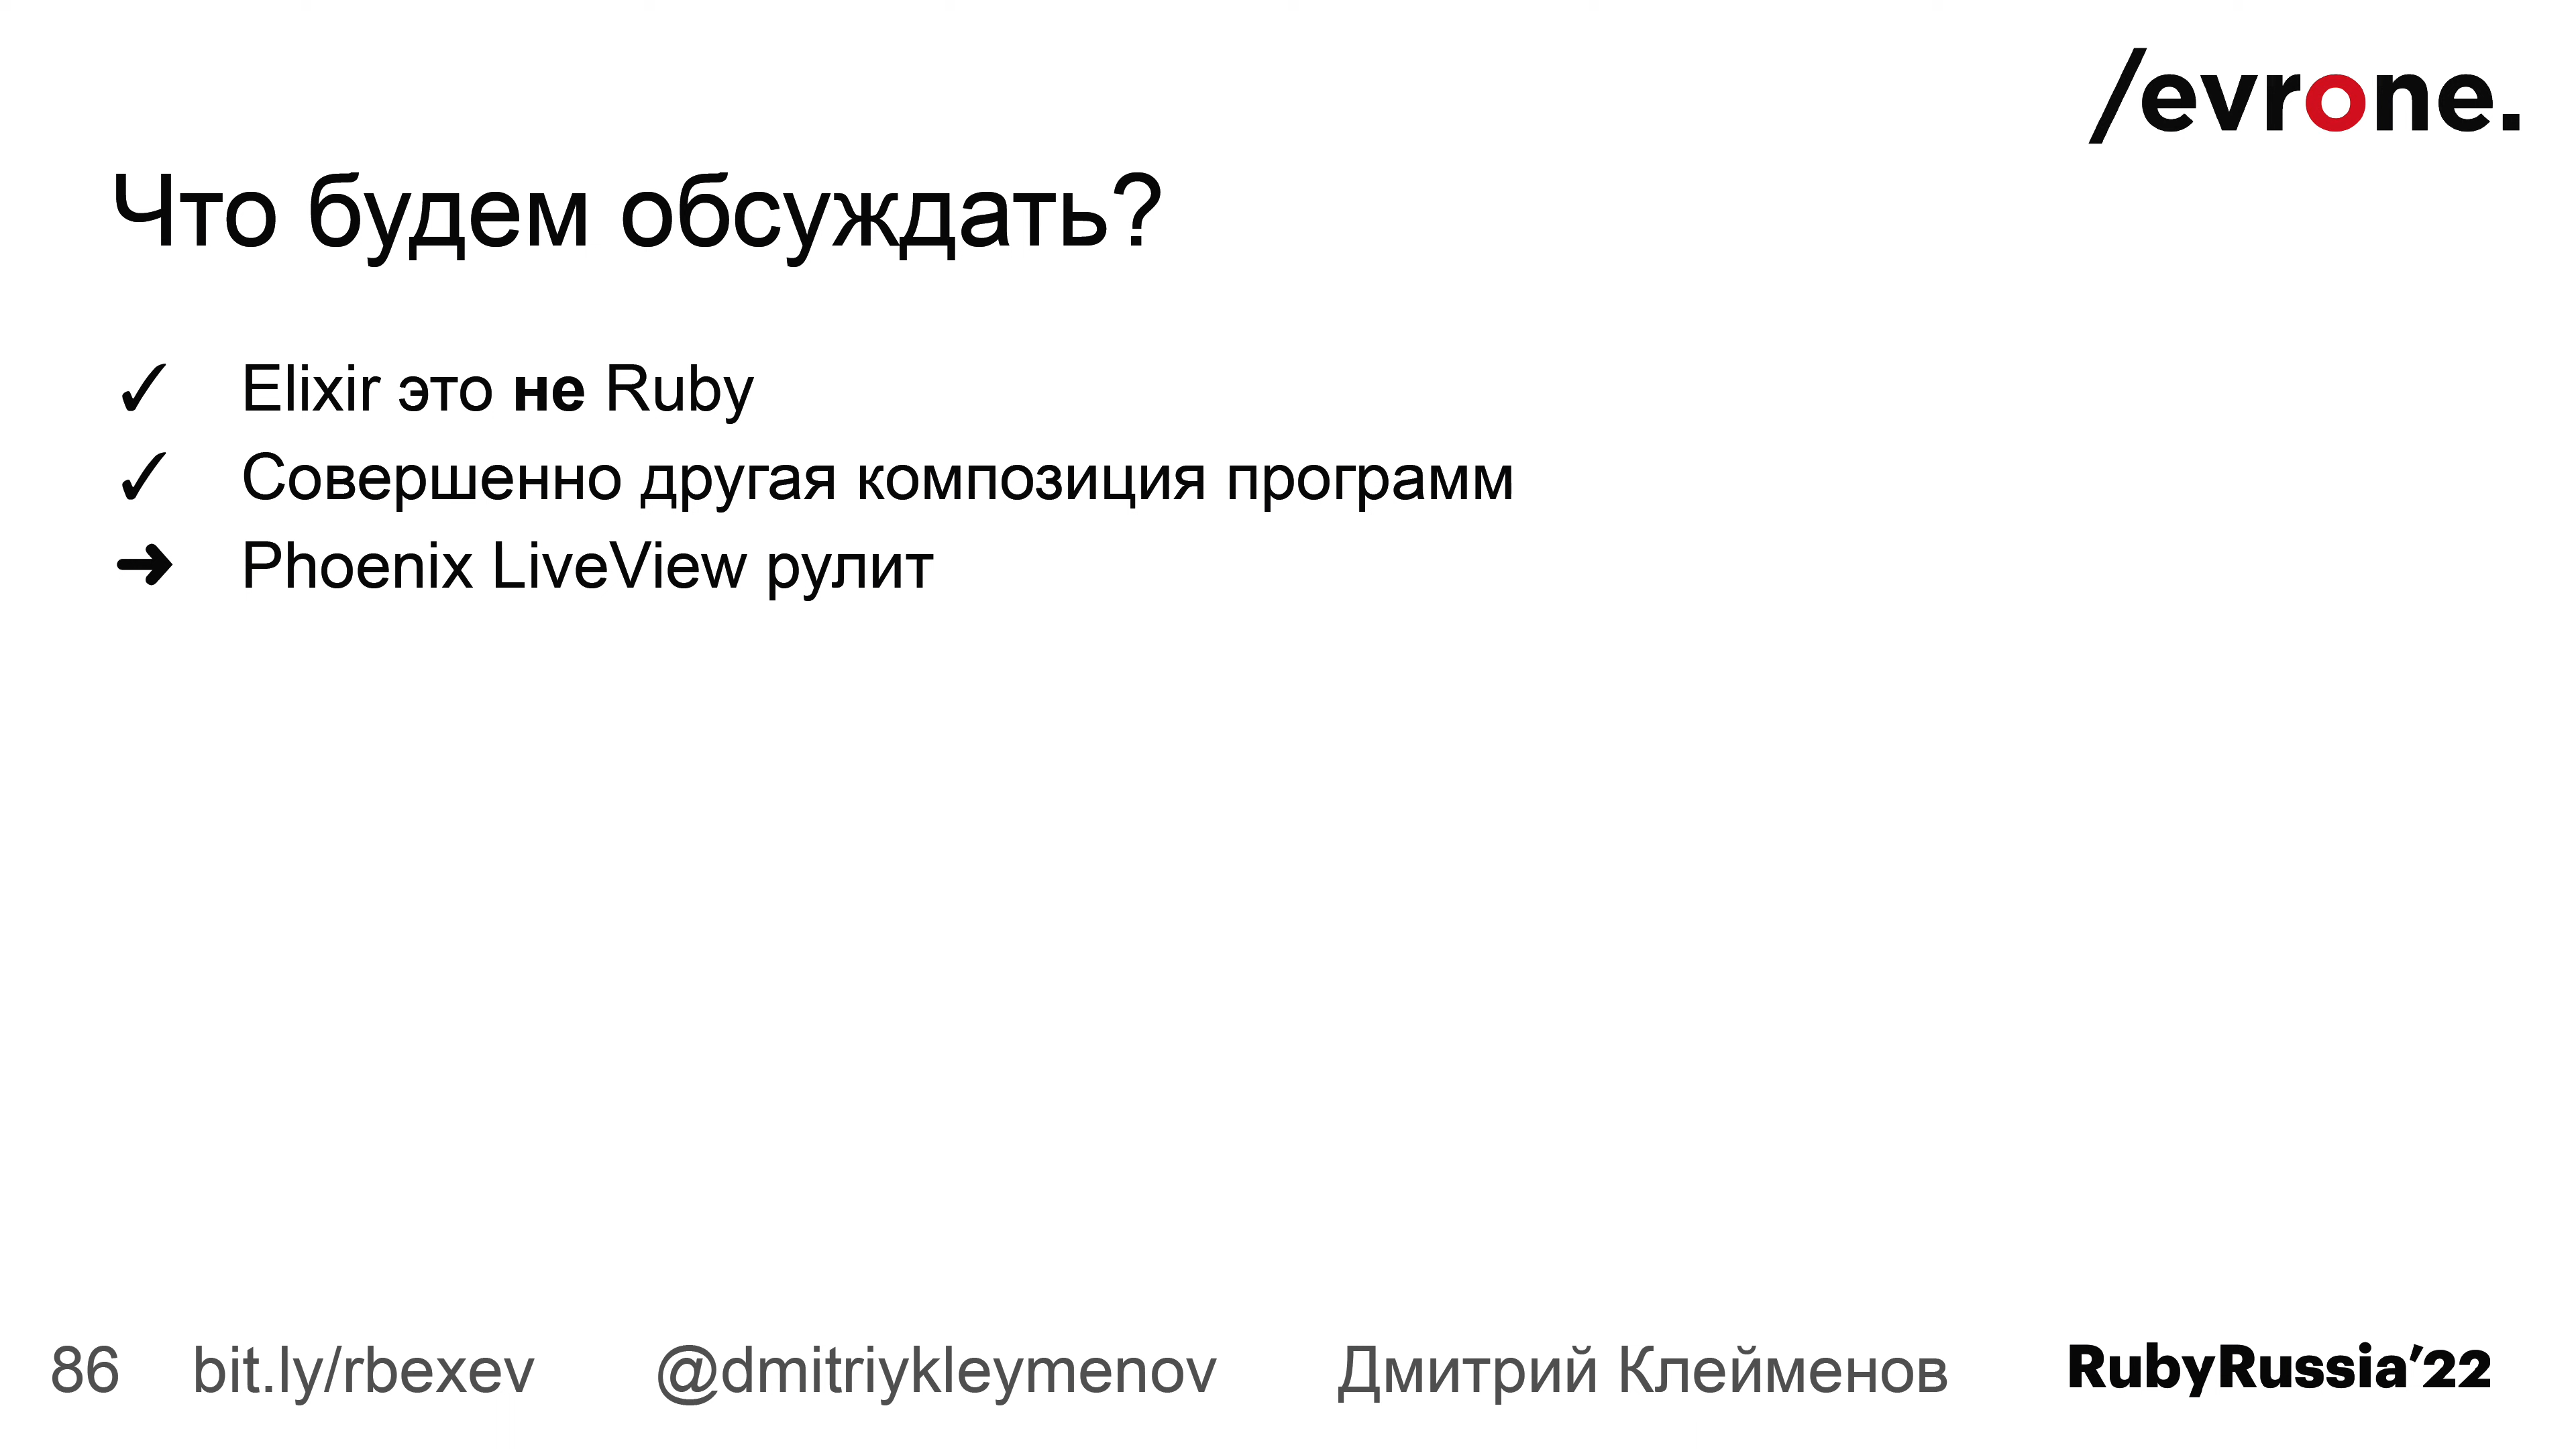 /evrone.
Что будем обсуждать?
✓ Elixir это не Ruby
✓ Совершенно другая композиция программ
➜ Phoenix LiveView рулит
86 bit.ly/rbexev @dmitriykleymenov Дмитрий Клейменов RubyRussia’22